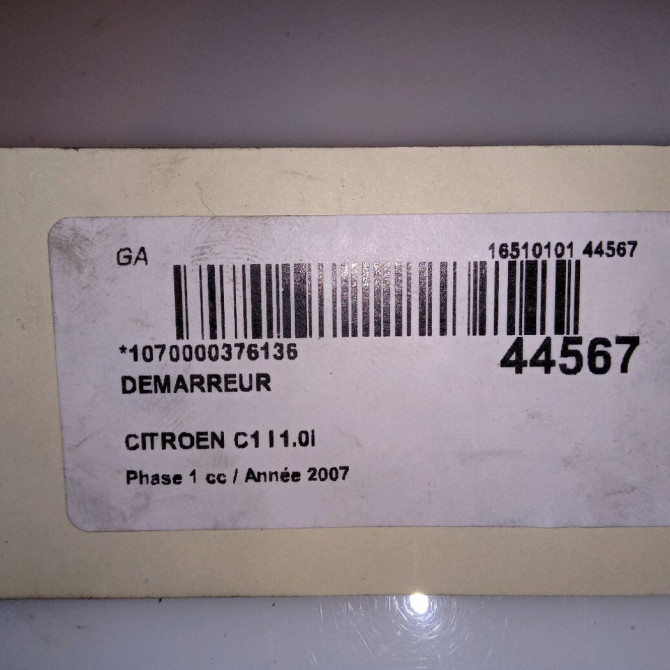 GA 16510101 44567
*1070000376136 44567
DEMARREUR
CITROEN C1 I 1.0i
Phase 1 cc / Année 2007